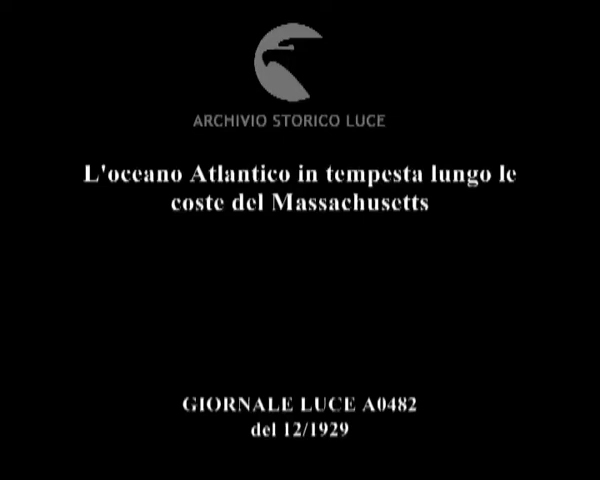 ARCHIVIO STORICO LUCE
L'oceano Atlantico in tempesta lungo le
coste del Massachusetts
GIORNALE LUCE A0482
del 12/1929